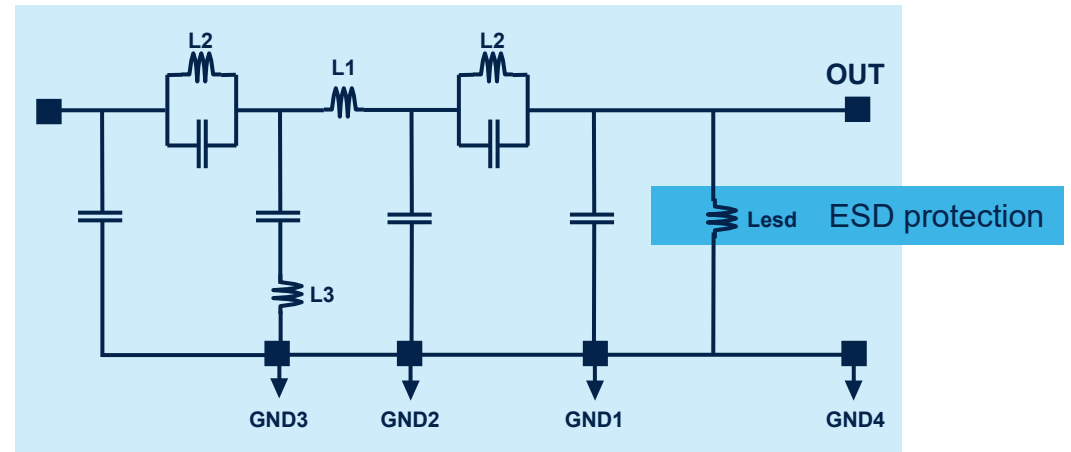 L2
L2
L1
OUT
Lesd
ESD protection
L3
GND3
GND2
GND1
GND4